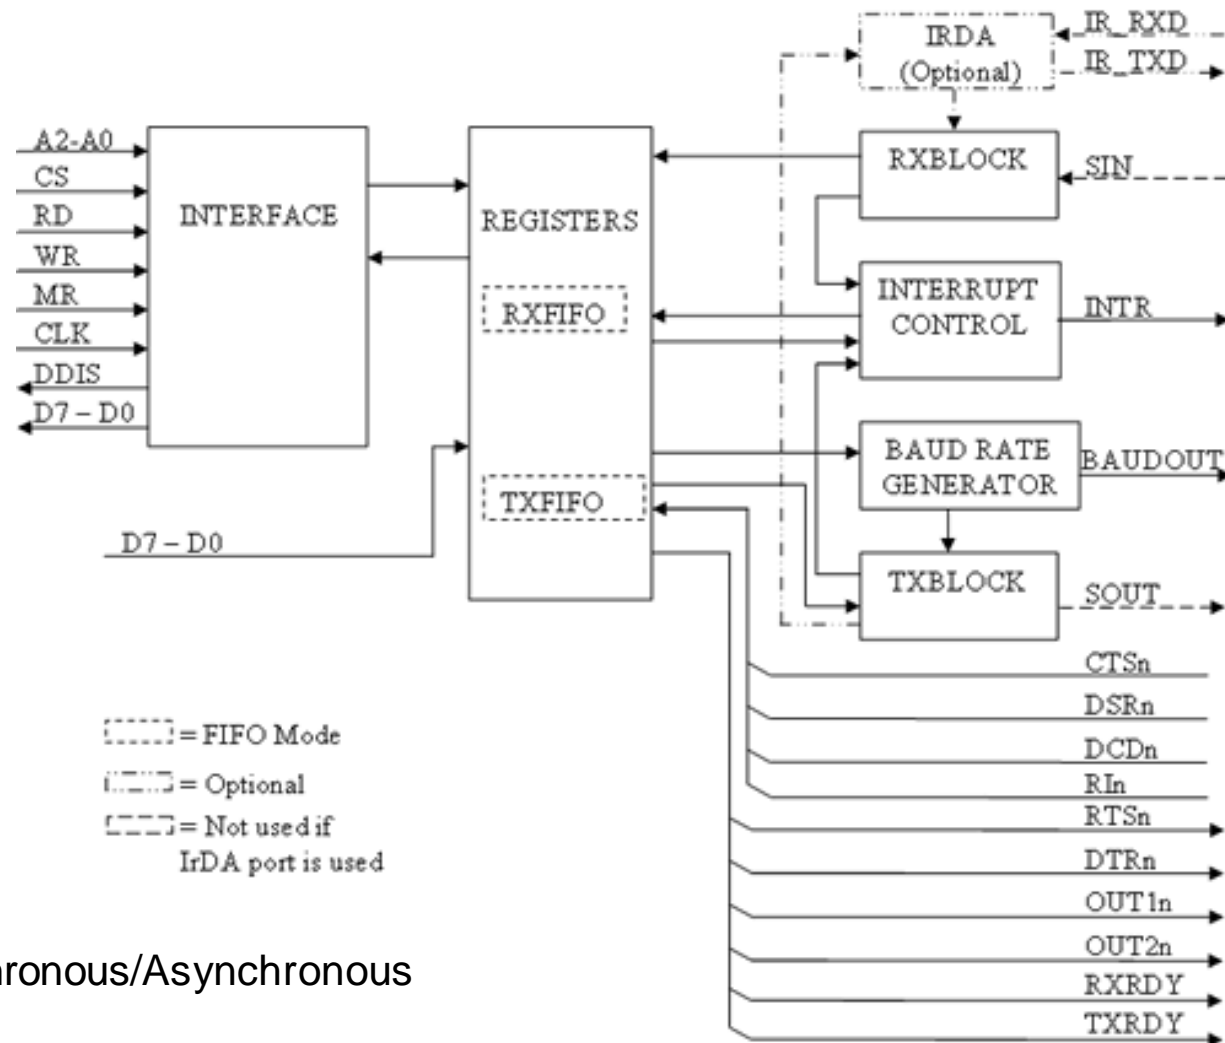 IRDA
(Optional)
IR_RXD
IR_TXD
A2-A0
CS
RD
WR
MR
CLK
DDIS
D7 – D0
INTERFACE
REGISTERS
RXFIFO
TXFIFO
D7 – D0
RXBLOCK
SIN
INTERRUPT
CONTROL
INTR
BAUD RATE
GENERATOR
BAUDOUT
TXBLOCK
SOUT
CTSn
DSRn
DCDn
RIn
RTSn
DTRn
OUT1n
OUT2n
RXRDY
TXRDY
= FIFO Mode
= Optional
= Not used if
IrDA port is used
ronous/Asynchronous